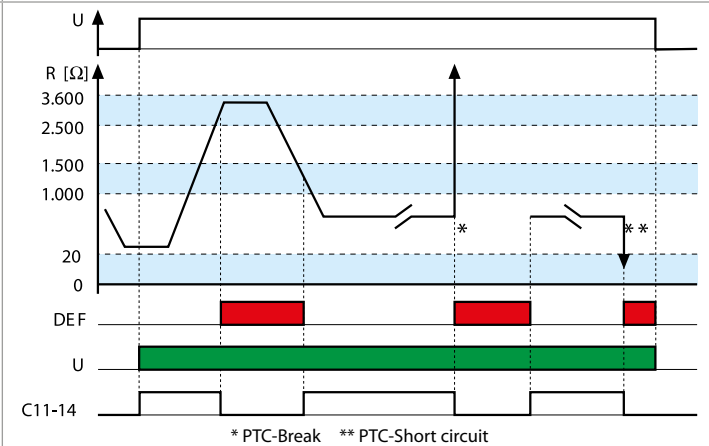 U
R [Ω]
3.600
2.500
1.500
1.000
*
**
20
0
DEF
U
C11-14
* PTC-Break ** PTC-Short circuit